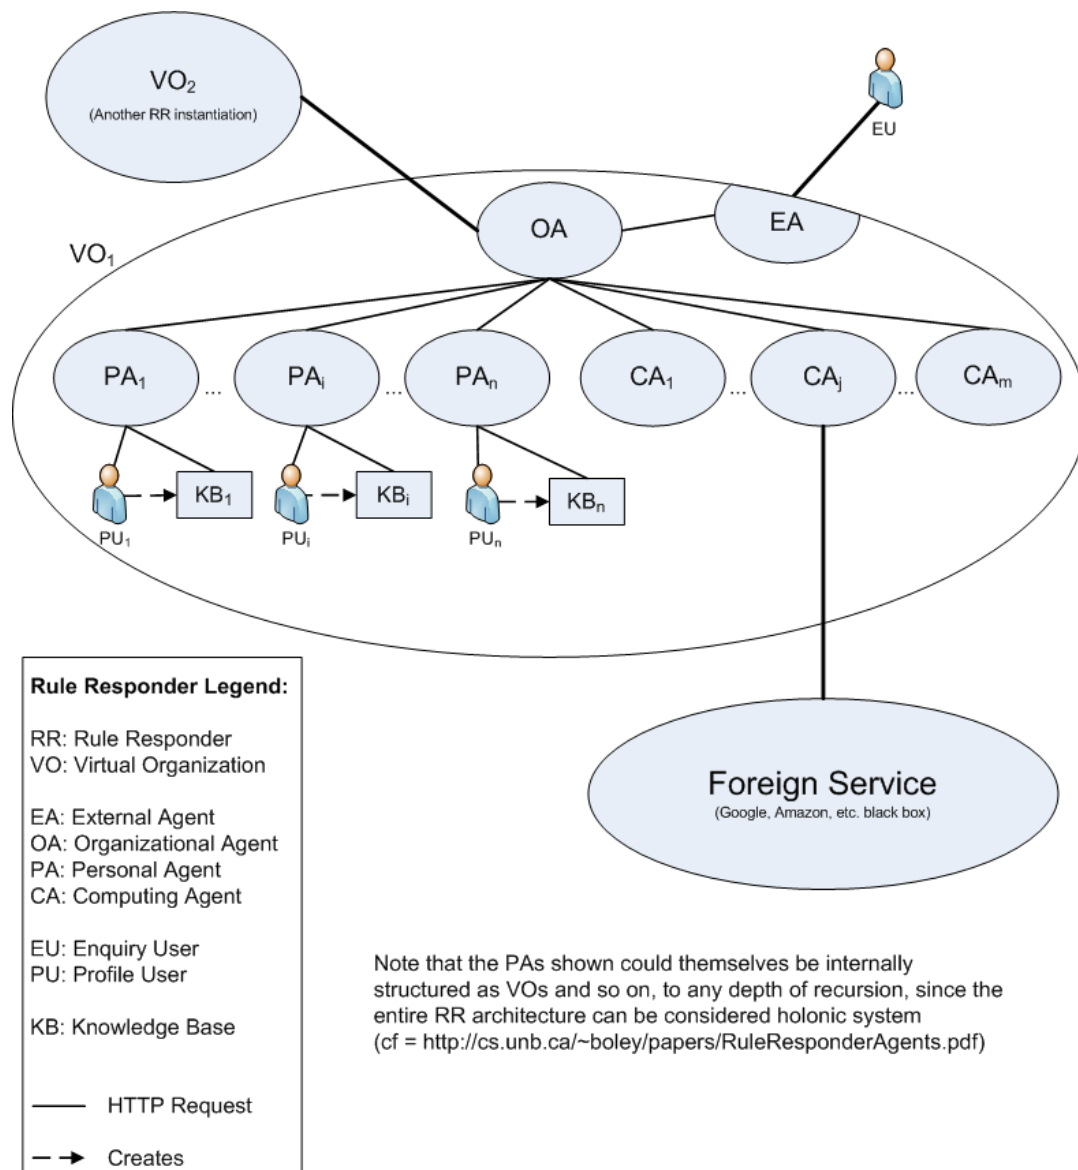 VO₂
(Another RR instantiation)
EU
OA
EA
VO₁
PA₁ ... PAᵢ ... PAₙ CA₁ ... CAⱼ ... CAₘ
KB₁ KBᵢ KBₙ
PU₁ PUᵢ PUₙ
Rule Responder Legend:
RR: Rule Responder
VO: Virtual Organization
EA: External Agent
OA: Organizational Agent
PA: Personal Agent
CA: Computing Agent
EU: Enquiry User
PU: Profile User
KB: Knowledge Base
HTTP Request
Creates
Foreign Service
(Google, Amazon, etc. black box)
Note that the PAs shown could themselves be internally
structured as VOs and so on, to any depth of recursion, since the
entire RR architecture can be considered holonic system
(cf = http://cs.unb.ca/~boley/papers/RuleResponderAgents.pdf)